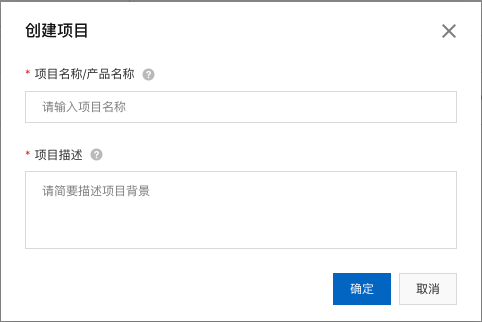 创建项目
* 项目名称/产品名称 ?
请输入项目名称
* 项目描述 ?
请简要描述项目背景
确定 取消